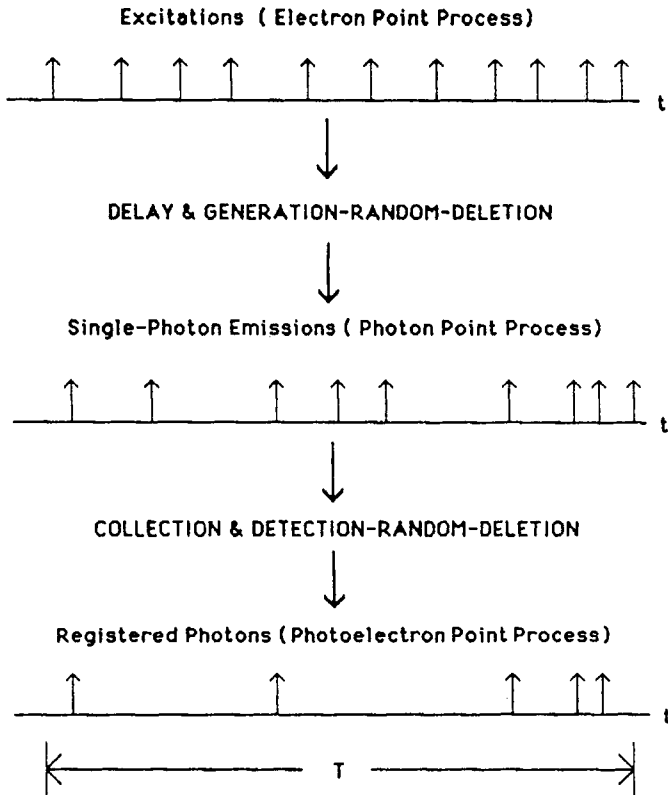 Excitations ( Electron Point Process)
t
DELAY & GENERATION-RANDOM-DELETION
Single-Photon Emissions ( Photon Point Process)
t
COLLECTION & DETECTION-RANDOM-DELETION
Registered Photons (Photoelectron Point Process)
t
T